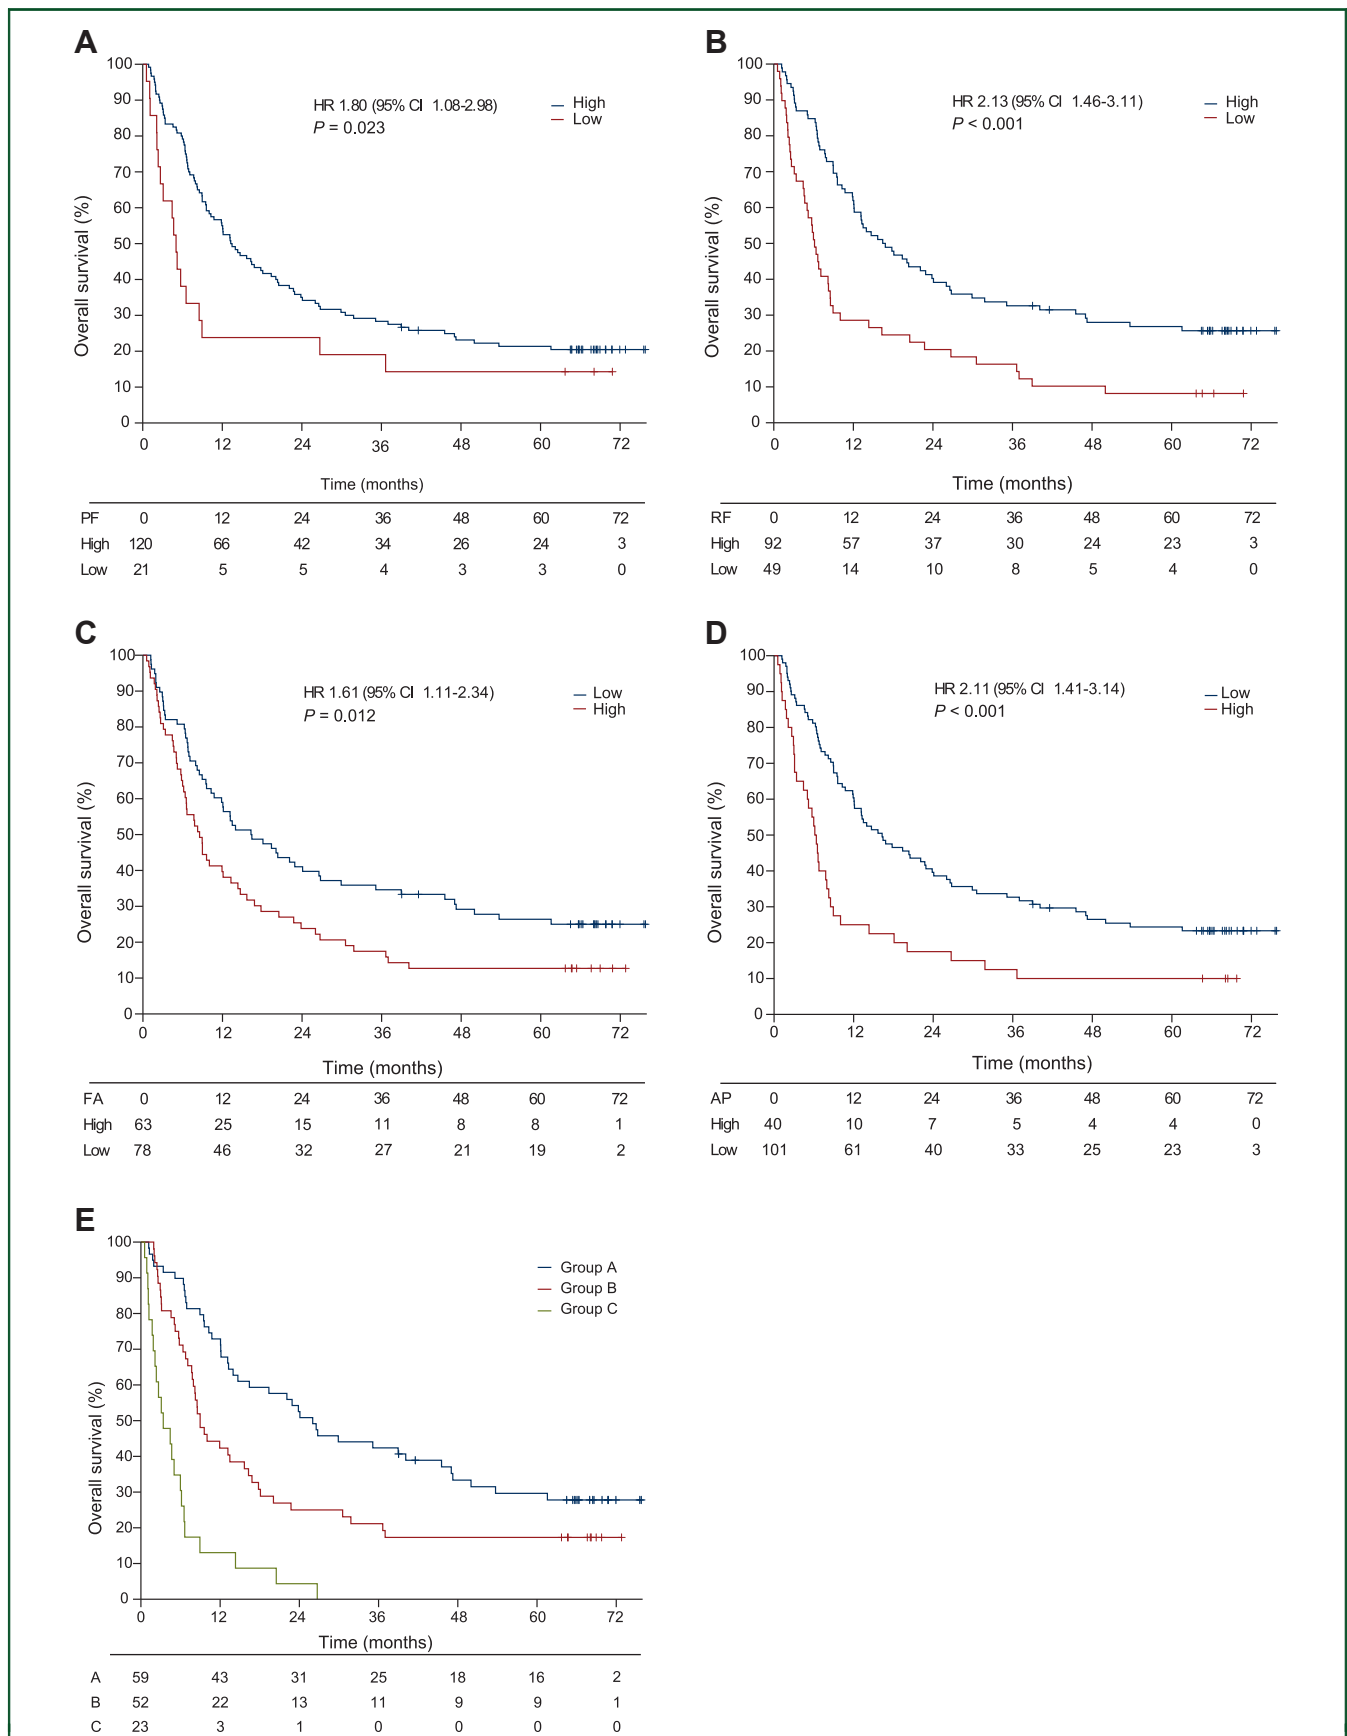 A
100
90
80
70
60
50
40
30
20
10
0
Overall survival (%)
HR 1.80 (95% CI 1.08-2.98)
P = 0.023
High
Low
0 12 24 36 48 60 72
Time (months)
PF 0 12 24 36 48 60 72
High 120 66 42 34 26 24 3
Low 21 5 5 4 3 3 0
B
100
90
80
70
60
50
40
30
20
10
0
Overall survival (%)
HR 2.13 (95% CI 1.46-3.11)
P < 0.001
High
Low
0 12 24 36 48 60 72
Time (months)
RF 0 12 24 36 48 60 72
High 92 57 37 30 24 23 3
Low 49 14 10 8 5 4 0
C
100
90
80
70
60
50
40
30
20
10
0
Overall survival (%)
HR 1.61 (95% CI 1.11-2.34)
P = 0.012
Low
High
0 12 24 36 48 60 72
Time (months)
FA 0 12 24 36 48 60 72
High 63 25 15 11 8 8 1
Low 78 46 32 27 21 19 2
D
100
90
80
70
60
50
40
30
20
10
0
Overall survival (%)
HR 2.11 (95% CI 1.41-3.14)
P < 0.001
Low
High
0 12 24 36 48 60 72
Time (months)
AP 0 12 24 36 48 60 72
High 40 10 7 5 4 4 0
Low 101 61 40 33 25 23 3
E
100
90
80
70
60
50
40
30
20
10
0
Overall survival (%)
Group A
Group B
Group C
0 12 24 36 48 60 72
Time (months)
A 59 43 31 25 18 16 2
B 52 22 13 11 9 9 1
C 23 3 1 0 0 0 0